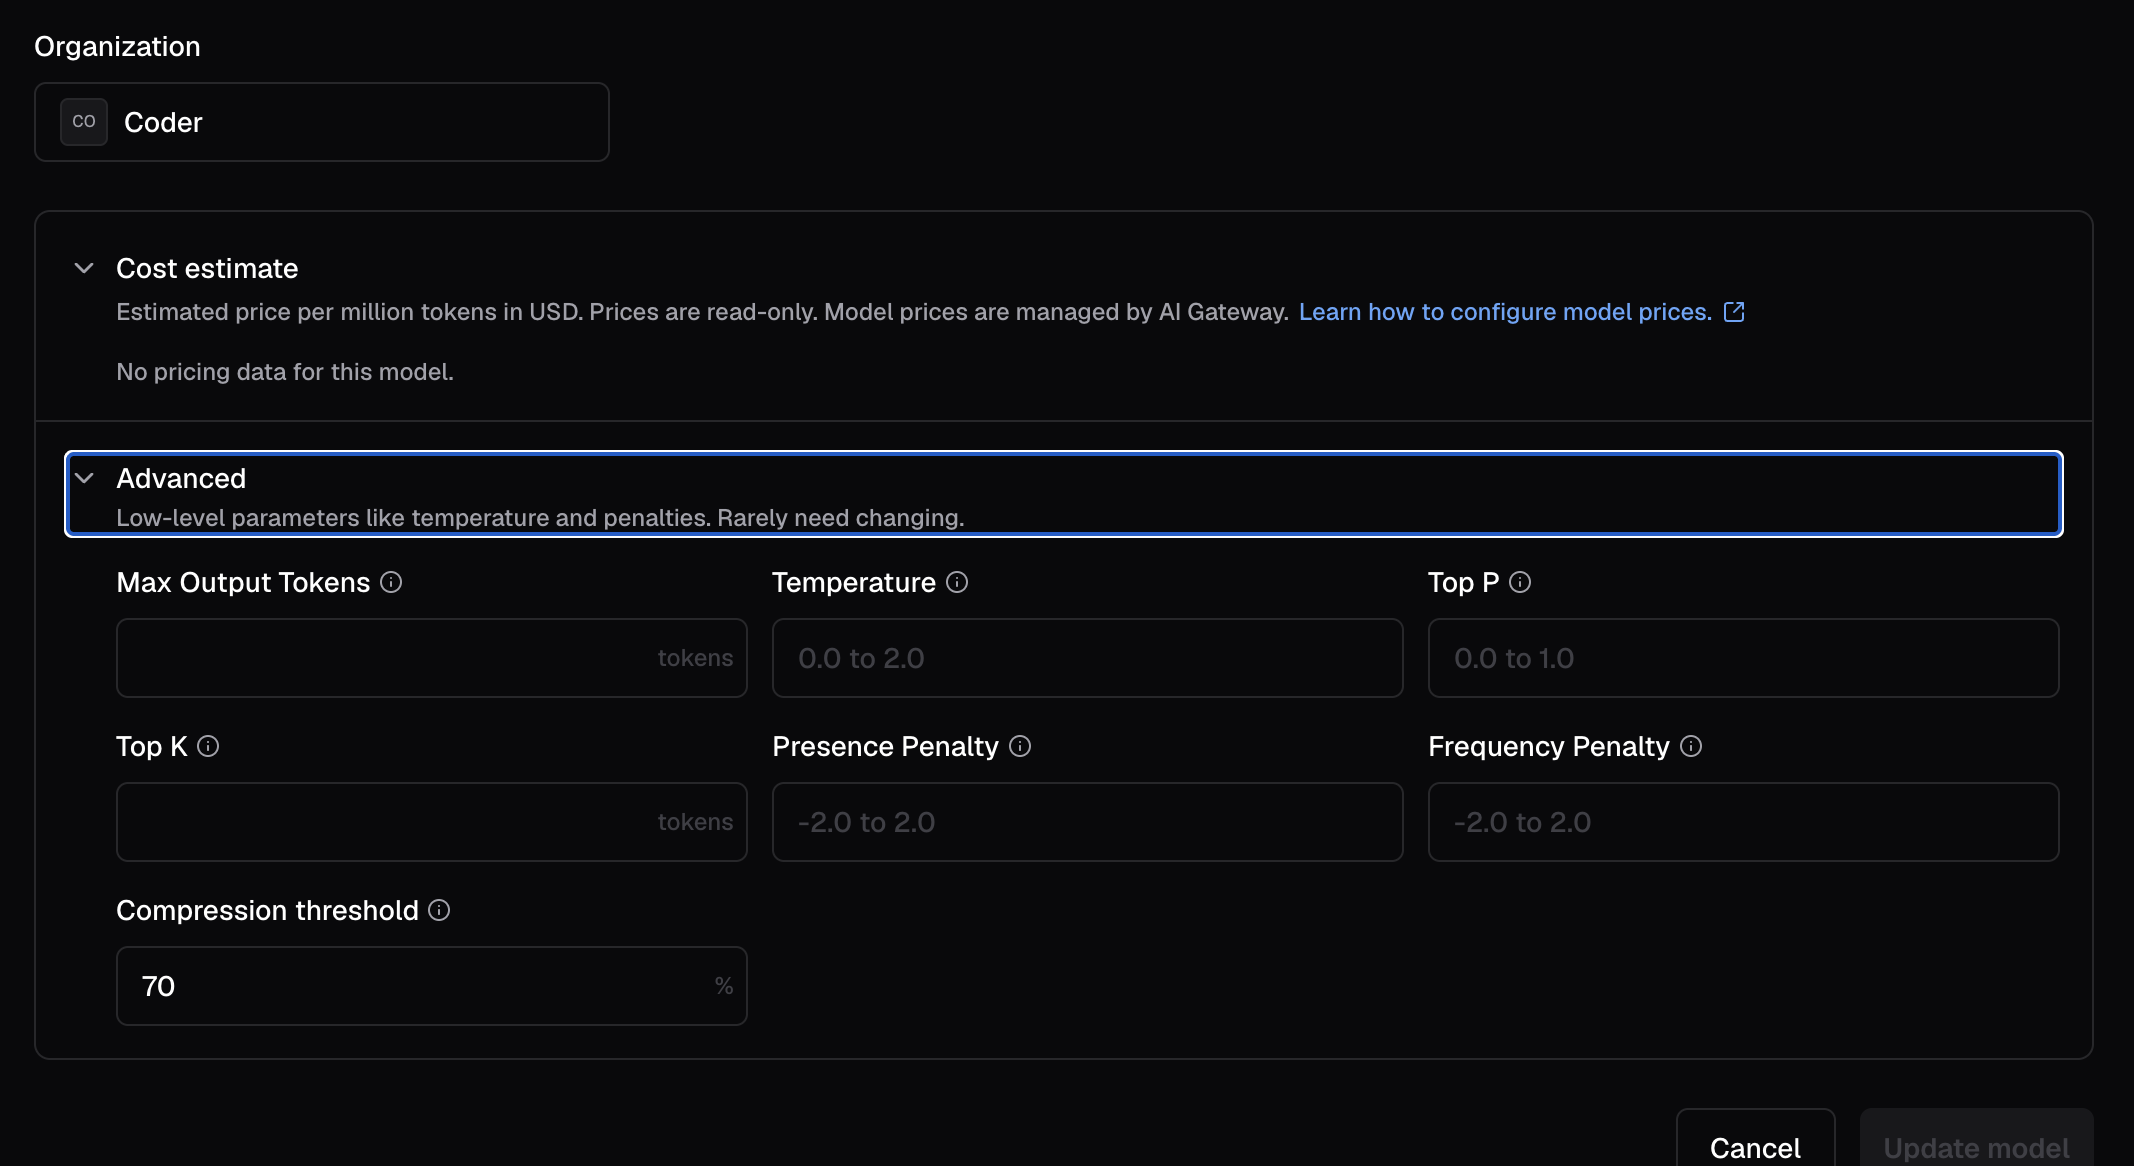 Organization
CO Coder
Cost estimate
Estimated price per million tokens in USD. Prices are read-only. Model prices are managed by AI Gateway. Learn how to configure model prices.
No pricing data for this model.
Advanced
Low-level parameters like temperature and penalties. Rarely need changing.
Max Output Tokens Temperature Top P
tokens 0.0 to 2.0 0.0 to 1.0
Top K Presence Penalty Frequency Penalty
tokens -2.0 to 2.0 -2.0 to 2.0
Compression threshold
70 %
Cancel Update model